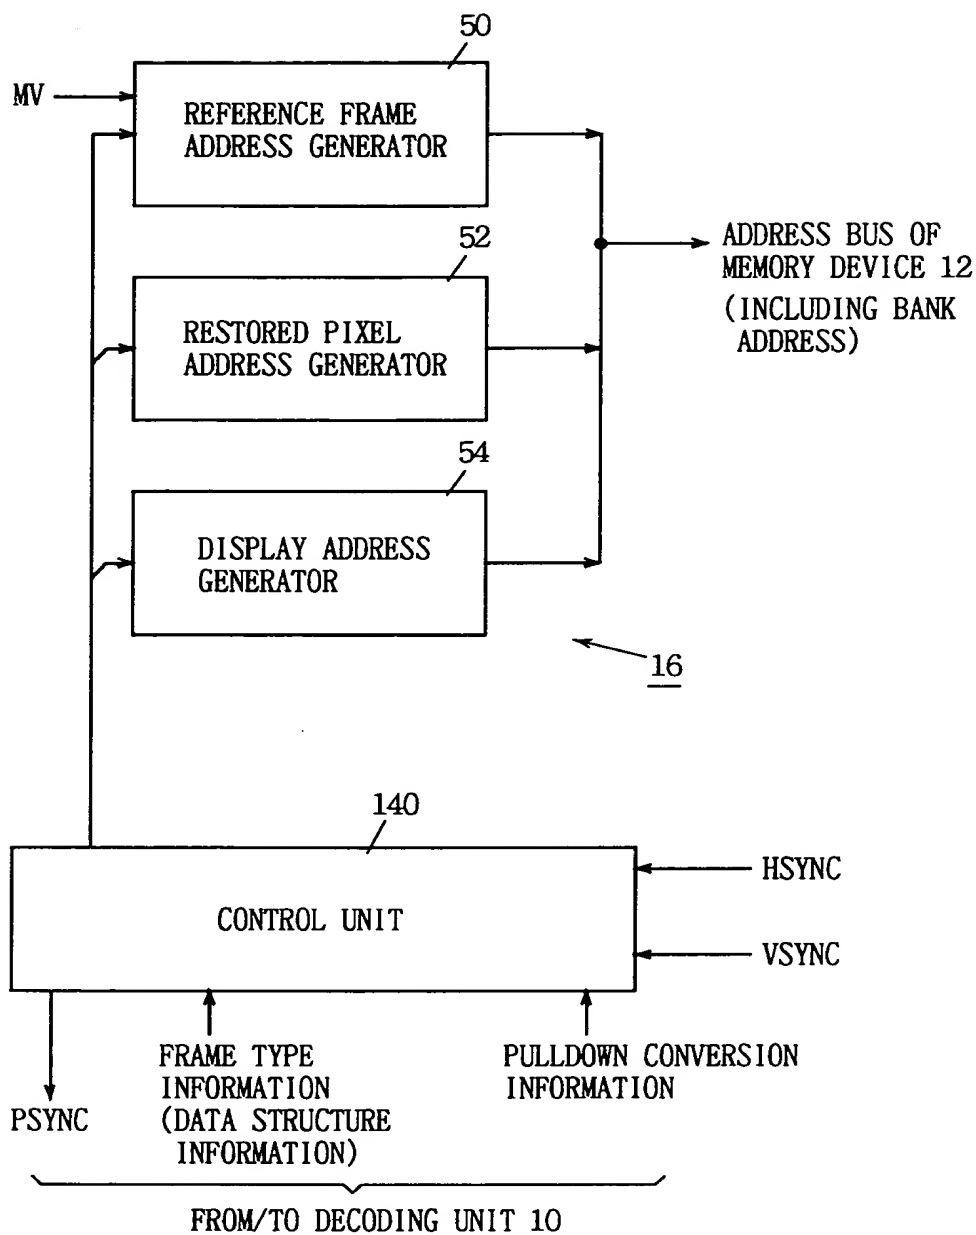 50
MV
REFERENCE FRAME
ADDRESS GENERATOR
52
ADDRESS BUS OF
MEMORY DEVICE 12
(INCLUDING BANK
ADDRESS)
RESTORED PIXEL
ADDRESS GENERATOR
54
DISPLAY ADDRESS
GENERATOR
16
140
CONTROL UNIT
HSYNC
VSYNC
PSYNC
FRAME TYPE
INFORMATION
(DATA STRUCTURE
INFORMATION)
PULLDOWN CONVERSION
INFORMATION
FROM/TO DECODING UNIT 10